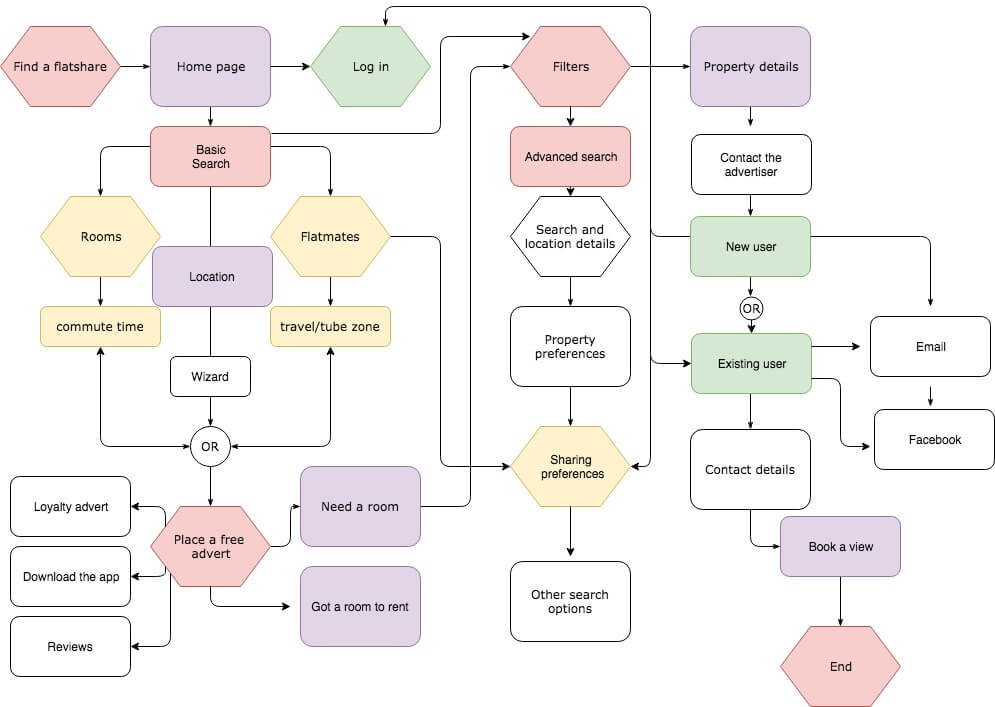 Find a flatshare
Home page
Log in
Filters
Property details
Basic
Search
Advanced search
Contact the
advertiser
Rooms
Flatmates
Search and
location details
New user
Location
OR
commute time
travel/tube zone
Property
preferences
Existing user
Email
Wizard
OR
Sharing
preferences
Contact details
Facebook
Loyalty advert
Need a room
Place a free
advert
Book a view
Download the app
Got a room to rent
Other search
options
Reviews
End